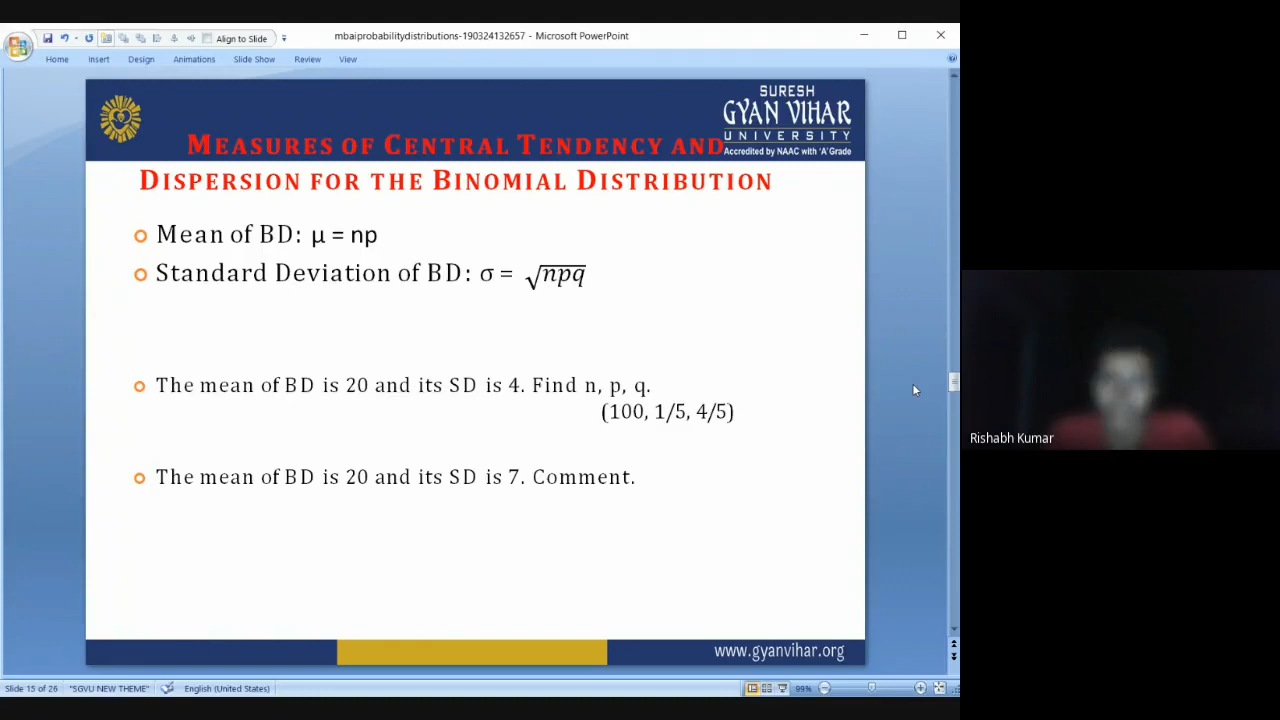 Align to Slide
mbaiprobabilitydistributions-190324132657 - Microsoft PowerPoint
Home Insert Design Animations Slide Show Review View
SURESH
GYAN VIHAR
UNIVERSITY
Accredited by NAAC with 'A' Grade
MEASURES OF CENTRAL TENDENCY AND
DISPERSION FOR THE BINOMIAL DISTRIBUTION
Mean of BD: μ = np
Standard Deviation of BD: σ = √npq
The mean of BD is 20 and its SD is 4. Find n, p, q.
(100, 1/5, 4/5)
The mean of BD is 20 and its SD is 7. Comment.
www.gyanvihar.org
Rishabh Kumar
Slide 15 of 26 "SGVU NEW THEME" English (United States) 99%